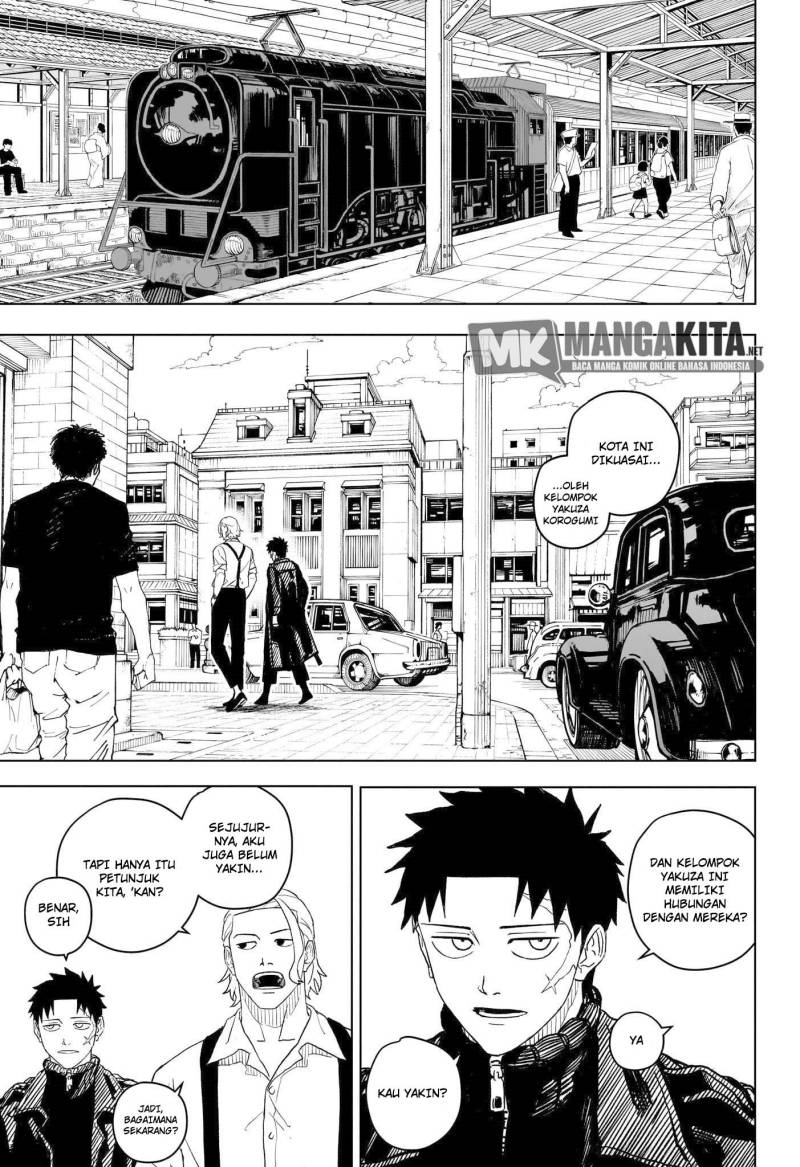 MK MANGAKITA.NET
BACA MANGA KOMIK ONLINE BAHASA INDONESIA
KOTA INI
DIKUASAI...
...OLEH
KELOMPOK
YAKUZA
KOROGUMI
DAN KELOMPOK
YAKUZA INI
MEMILIKI
HUBUNGAN
DENGAN MEREKA?
YA
KAU YAKIN?
SEJUJUR-
NYA, AKU
JUGA BELUM
YAKIN...
TAPI HANYA ITU
PETUNJUK
KITA, 'KAN?
BENAR,
SIH
JADI,
BAGAIMANA
SEKARANG?